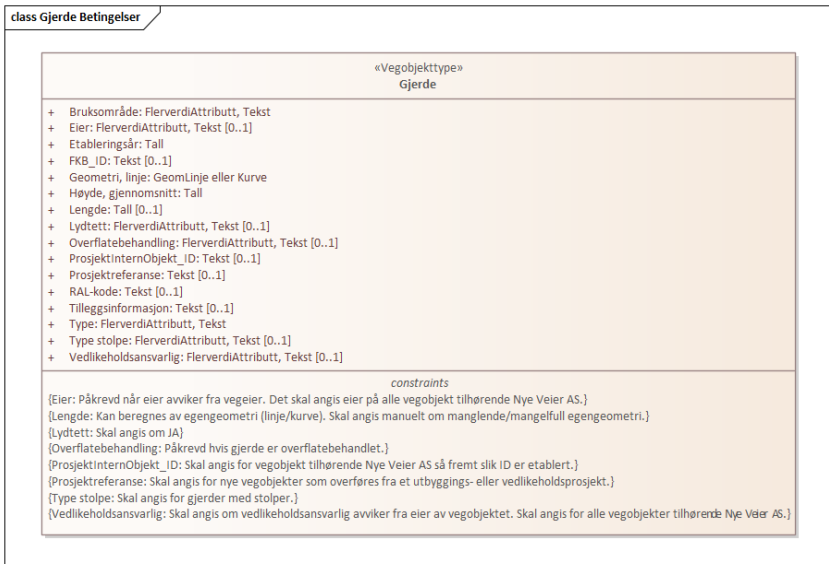 class Gjerde Betingelser
«Vegobjekttype»
Gjerde
+ Bruksområde: FlerverdiAttributt, Tekst
+ Eier: FlerverdiAttributt, Tekst [0..1]
+ Etableringsår: Tall
+ FKB_ID: Tekst [0..1]
+ Geometri, linje: GeomLinje eller Kurve
+ Høyde, gjennomsnitt: Tall
+ Lengde: Tall [0..1]
+ Lydtett: FlerverdiAttributt, Tekst [0..1]
+ Overflatebehandling: FlerverdiAttributt, Tekst [0..1]
+ ProsjektInternObjekt_ID: Tekst [0..1]
+ Prosjektreferanse: Tekst [0..1]
+ RAL-kode: Tekst [0..1]
+ Tilleggsinformasjon: Tekst [0..1]
+ Type: FlerverdiAttributt, Tekst
+ Type stolpe: FlerverdiAttributt, Tekst [0..1]
+ Vedlikeholdsansvarlig: FlerverdiAttributt, Tekst [0..1]
constraints
{Eier: Påkrevd når eier avviker fra vegeier. Det skal angis eier på alle vegobjekt tilhørende Nye Veier AS.}
{Lengde: Kan beregnes av egengeometri (linje/kurve). Skal angis manuelt om manglende/mangelfull egengeometri.}
{Lydtett: Skal angis om JA}
{Overflatebehandling: Påkrevd hvis gjerde er overflatebehandlet.}
{ProsjektInternObjekt_ID: Skal angis for vegobjekt tilhørende Nye Veier AS så fremt slik ID er etablert.}
{Prosjektreferanse: Skal angis for nye vegobjekter som overføres fra et utbyggings- eller vedlikeholdsprosjekt.}
{Type stolpe: Skal angis for gjerder med stolper.}
{Vedlikeholdsansvarlig: Skal angis om vedlikeholdsansvarlig avviker fra eier av vegobjektet. Skal angis for alle vegobjekter tilhørende Nye Veier AS.}